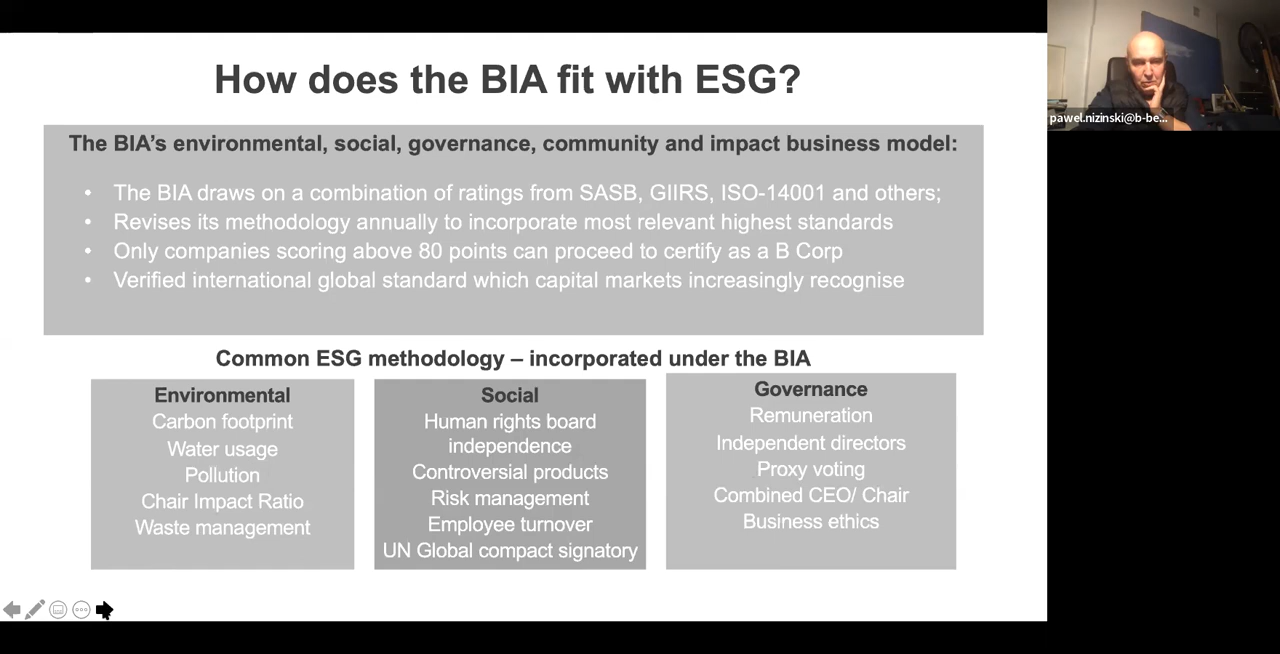 How does the BIA fit with ESG?
pawel.nizinski@b-be...
The BIA's environmental, social, governance, community and impact business model:
• The BIA draws on a combination of ratings from SASB, GIIRS, ISO-14001 and others;
• Revises its methodology annually to incorporate most relevant highest standards
• Only companies scoring above 80 points can proceed to certify as a B Corp
• Verified international global standard which capital markets increasingly recognise
Common ESG methodology – incorporated under the BIA
Environmental
Carbon footprint
Water usage
Pollution
Chair Impact Ratio
Waste management
Social
Human rights board
independence
Controversial products
Risk management
Employee turnover
UN Global compact signatory
Governance
Remuneration
Independent directors
Proxy voting
Combined CEO/ Chair
Business ethics